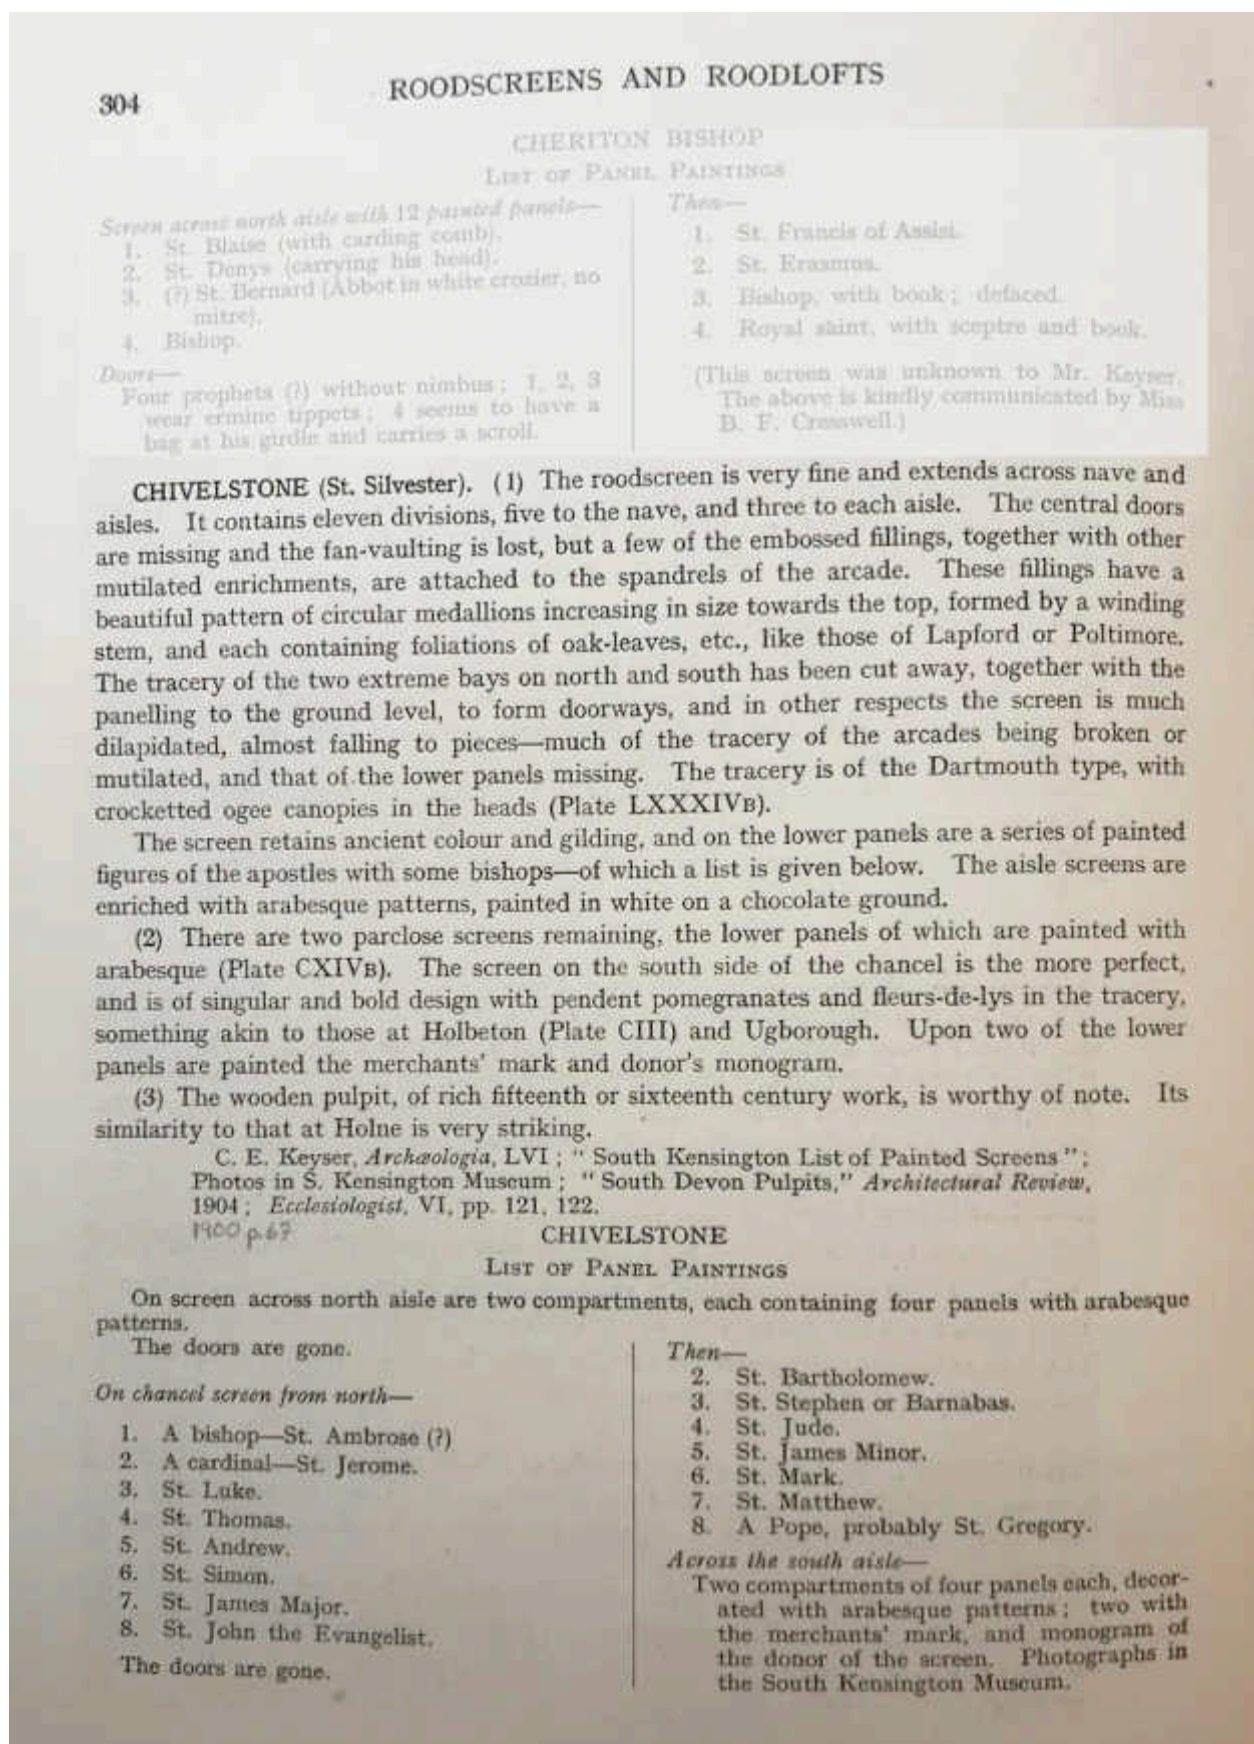 304
ROODSCREENS AND ROODLOFTS
CHERITON BISHOP
LIST OF PANEL PAINTINGS
Screen across north aisle with 12 painted panels—
1. St. Blaise (with carding comb).
2. St. Denys (carrying his head).
3. (?) St. Bernard (Abbot in white crozier, no
mitre).
4. Bishop.
Doors—
Four prophets (?) without nimbus; 1, 2, 3
wear ermine tippets; 4 seems to have a
bag at his girdle and carries a scroll.
Then—
1. St. Francis of Assisi.
2. St. Erasmus.
3. Bishop, with book; defaced.
4. Royal saint, with sceptre and book.
(This screen was unknown to Mr. Keyser.
The above is kindly communicated by Miss
B. F. Cresswell.)
CHIVELSTONE (St. Silvester). (1) The roodscreen is very fine and extends across nave and
aisles. It contains eleven divisions, five to the nave, and three to each aisle. The central doors
are missing and the fan-vaulting is lost, but a few of the embossed fillings, together with other
mutilated enrichments, are attached to the spandrels of the arcade. These fillings have a
beautiful pattern of circular medallions increasing in size towards the top, formed by a winding
stem, and each containing foliations of oak-leaves, etc., like those of Lapford or Poltimore.
The tracery of the two extreme bays on north and south has been cut away, together with the
panelling to the ground level, to form doorways, and in other respects the screen is much
dilapidated, almost falling to pieces—much of the tracery of the arcades being broken or
mutilated, and that of the lower panels missing. The tracery is of the Dartmouth type, with
crocketted ogee canopies in the heads (Plate LXXXIVB).
The screen retains ancient colour and gilding, and on the lower panels are a series of painted
figures of the apostles with some bishops—of which a list is given below. The aisle screens are
enriched with arabesque patterns, painted in white on a chocolate ground.
(2) There are two parclose screens remaining, the lower panels of which are painted with
arabesque (Plate CXIVB). The screen on the south side of the chancel is the more perfect,
and is of singular and bold design with pendent pomegranates and fleurs-de-lys in the tracery,
something akin to those at Holbeton (Plate CIII) and Ugborough. Upon two of the lower
panels are painted the merchants' mark and donor's monogram.
(3) The wooden pulpit, of rich fifteenth or sixteenth century work, is worthy of note. Its
similarity to that at Holne is very striking.
C. E. Keyser, Archæologia, LVI; " South Kensington List of Painted Screens ";
Photos in S. Kensington Museum; " South Devon Pulpits," Architectural Review,
1904; Ecclesiologist, VI, pp. 121, 122.
1900 p.67
CHIVELSTONE
LIST OF PANEL PAINTINGS
On screen across north aisle are two compartments, each containing four panels with arabesque
patterns.
The doors are gone.
On chancel screen from north—
1. A bishop—St. Ambrose (?)
2. A cardinal—St. Jerome.
3. St. Luke.
4. St. Thomas.
5. St. Andrew.
6. St. Simon.
7. St. James Major.
8. St. John the Evangelist.
The doors are gone.
Then—
2. St. Bartholomew.
3. St. Stephen or Barnabas.
4. St. Jude.
5. St. James Minor.
6. St. Mark.
7. St. Matthew.
8. A Pope, probably St. Gregory.
Across the south aisle—
Two compartments of four panels each, decor-
ated with arabesque patterns; two with
the merchants' mark, and monogram of
the donor of the screen. Photographs in
the South Kensington Museum.